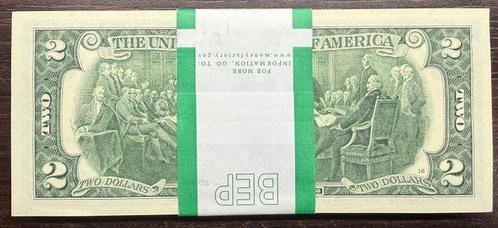 THE UNI
F AMERICA
FOR MORE
INFORMATION, GO TO:
www.moneyfactory.gov
2
2
TWO
TWO
BEP
2
TWO DOLLARS
TWO DOLLARS
2